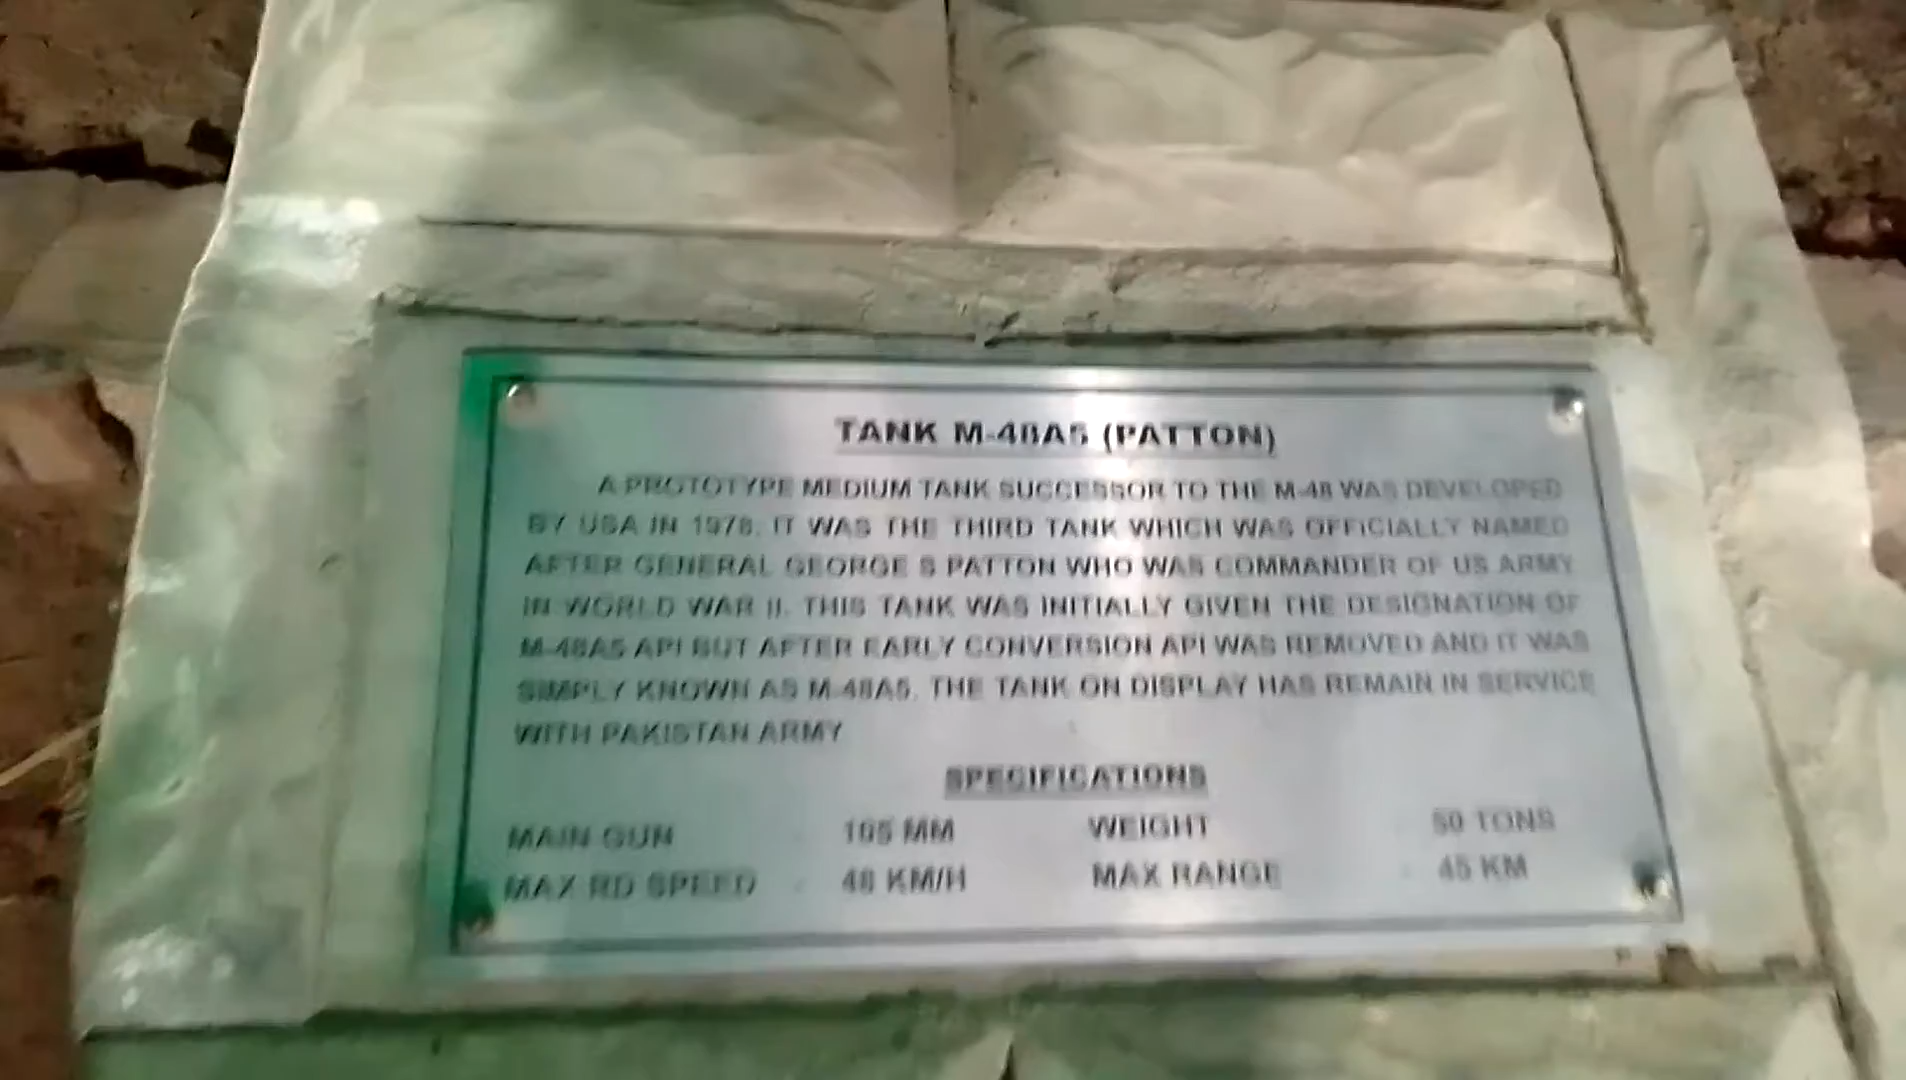 TANK M-48A5 (PATTON)
A PROTOTYPE MEDIUM TANK SUCCESSOR TO THE M-48 WAS DEVELOPED
BY USA IN 1978. IT WAS THE THIRD TANK WHICH WAS OFFICIALLY NAMED
AFTER GENERAL GEORGE S PATTON WHO WAS COMMANDER OF US ARMY
IN WORLD WAR II. THIS TANK WAS INITIALLY GIVEN THE DESIGNATION OF
M-48A5 API BUT AFTER EARLY CONVERSION API WAS REMOVED AND IT WAS
SIMPLY KNOWN AS M-48A5. THE TANK ON DISPLAY HAS REMAIN IN SERVICE
WITH PAKISTAN ARMY
SPECIFICATIONS
MAIN GUN 105 MM WEIGHT 50 TONS
MAX RD SPEED 48 KM/H MAX RANGE 45 KM